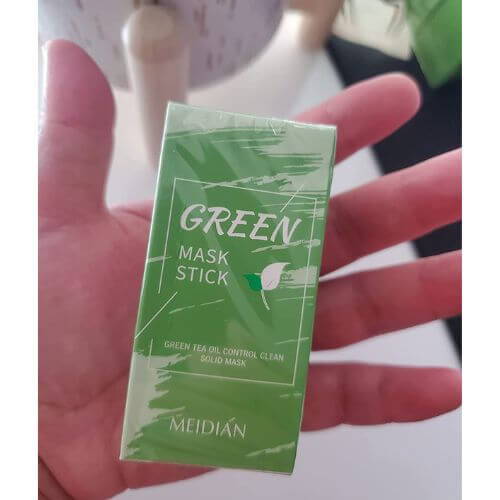 GREEN
MASK
STICK
GREEN TEA OIL CONTROL CLEAN
SOLID MASK
MEIDIAN